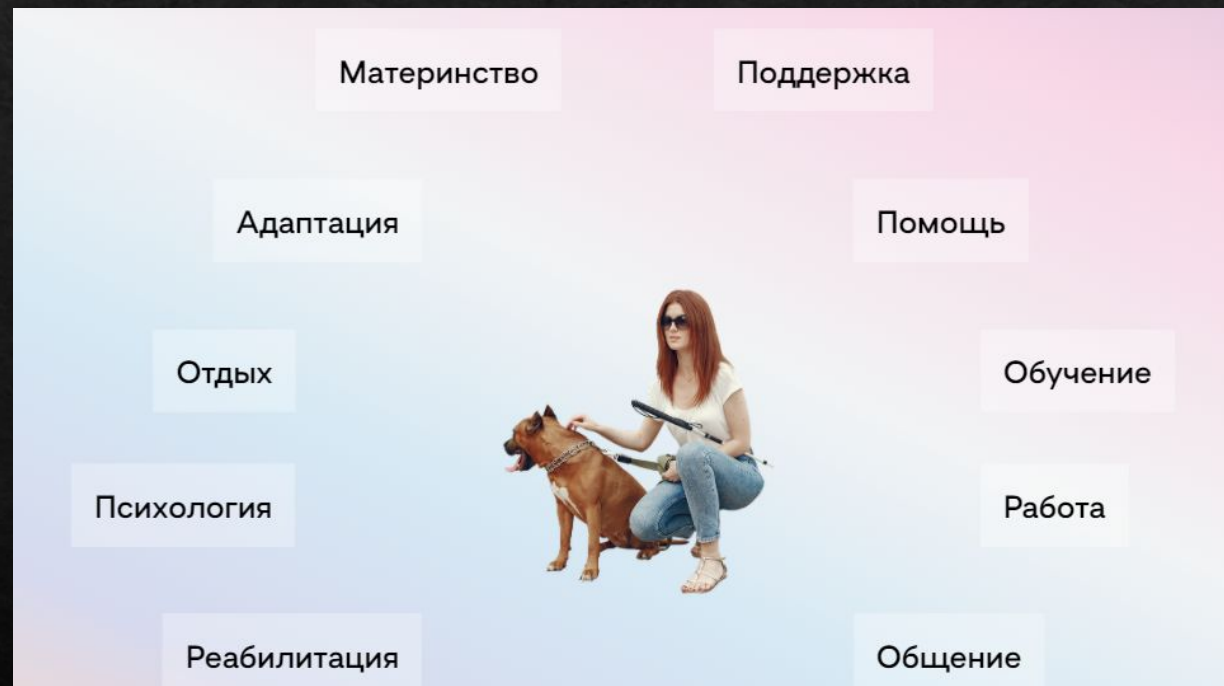 Материнство
Поддержка
Адаптация
Помощь
Отдых
Обучение
Психология
Работа
Реабилитация
Общение